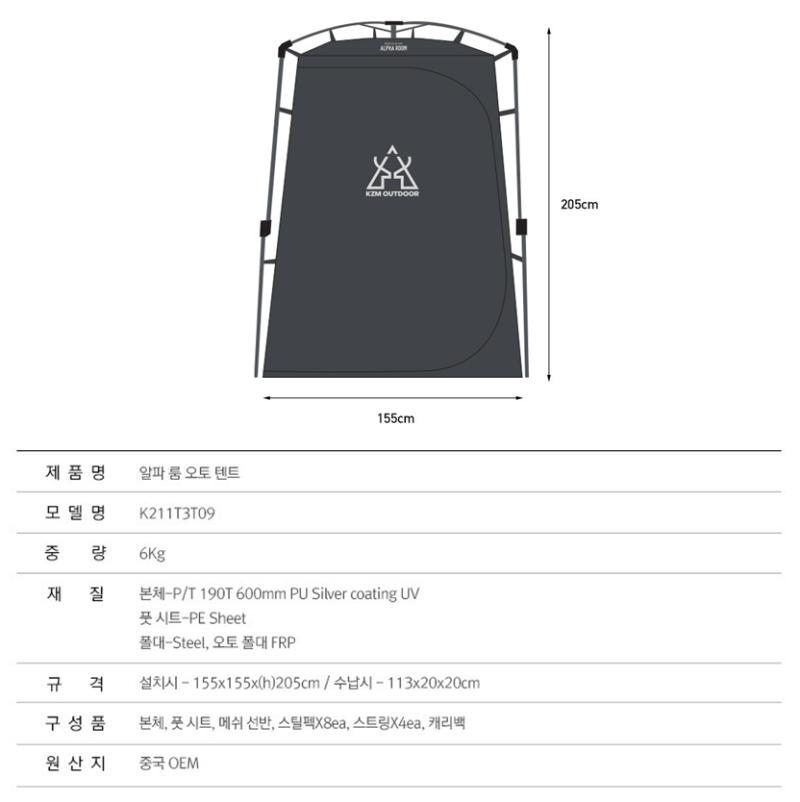 ALPHA ROOM
KZM OUTDOOR
205cm
155cm
제품명 알파 룸 오토 텐트
모델명 K211T3T09
중량 6Kg
재질 본체-P/T 190T 600mm PU Silver coating UV
풋 시트-PE Sheet
폴대-Steel, 오토 폴대 FRP
규격 설치시 - 155x155x(h)205cm / 수납시 - 113x20x20cm
구성품 본체, 풋 시트, 메쉬 선반, 스틸펙X8ea, 스트링X4ea, 캐리백
원산지 중국 OEM